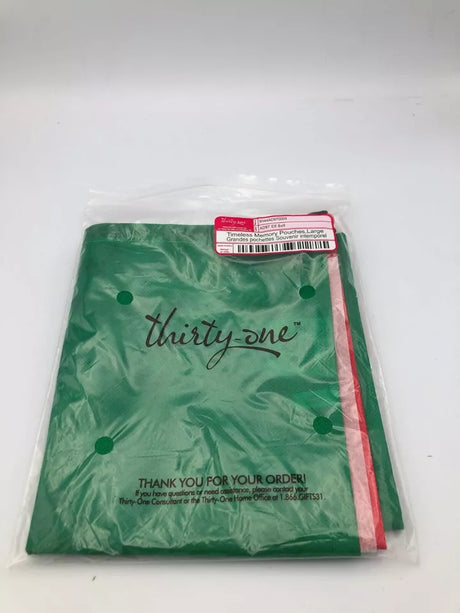 thirty-one
Timeless Memory Pouches, Large
Grandes pochettes Souvenir intemporel
thirty-one™
THANK YOU FOR YOUR ORDER!
If you have questions or need assistance, please contact your
Thirty-One Consultant or the Thirty-One Home Office at 1.866.GIFTS31.